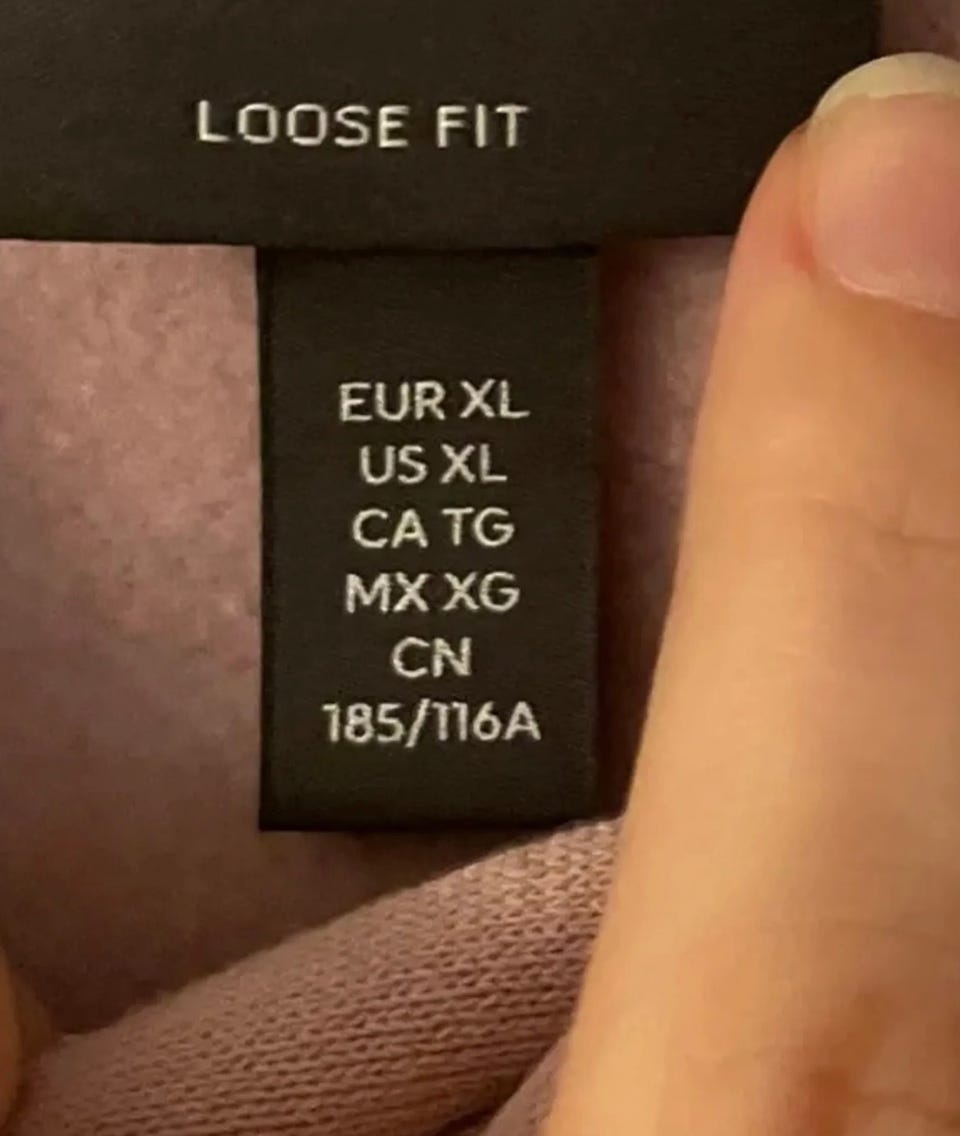 LOOSE FIT
EUR XL
US XL
CA TG
MX XG
CN
185/116A